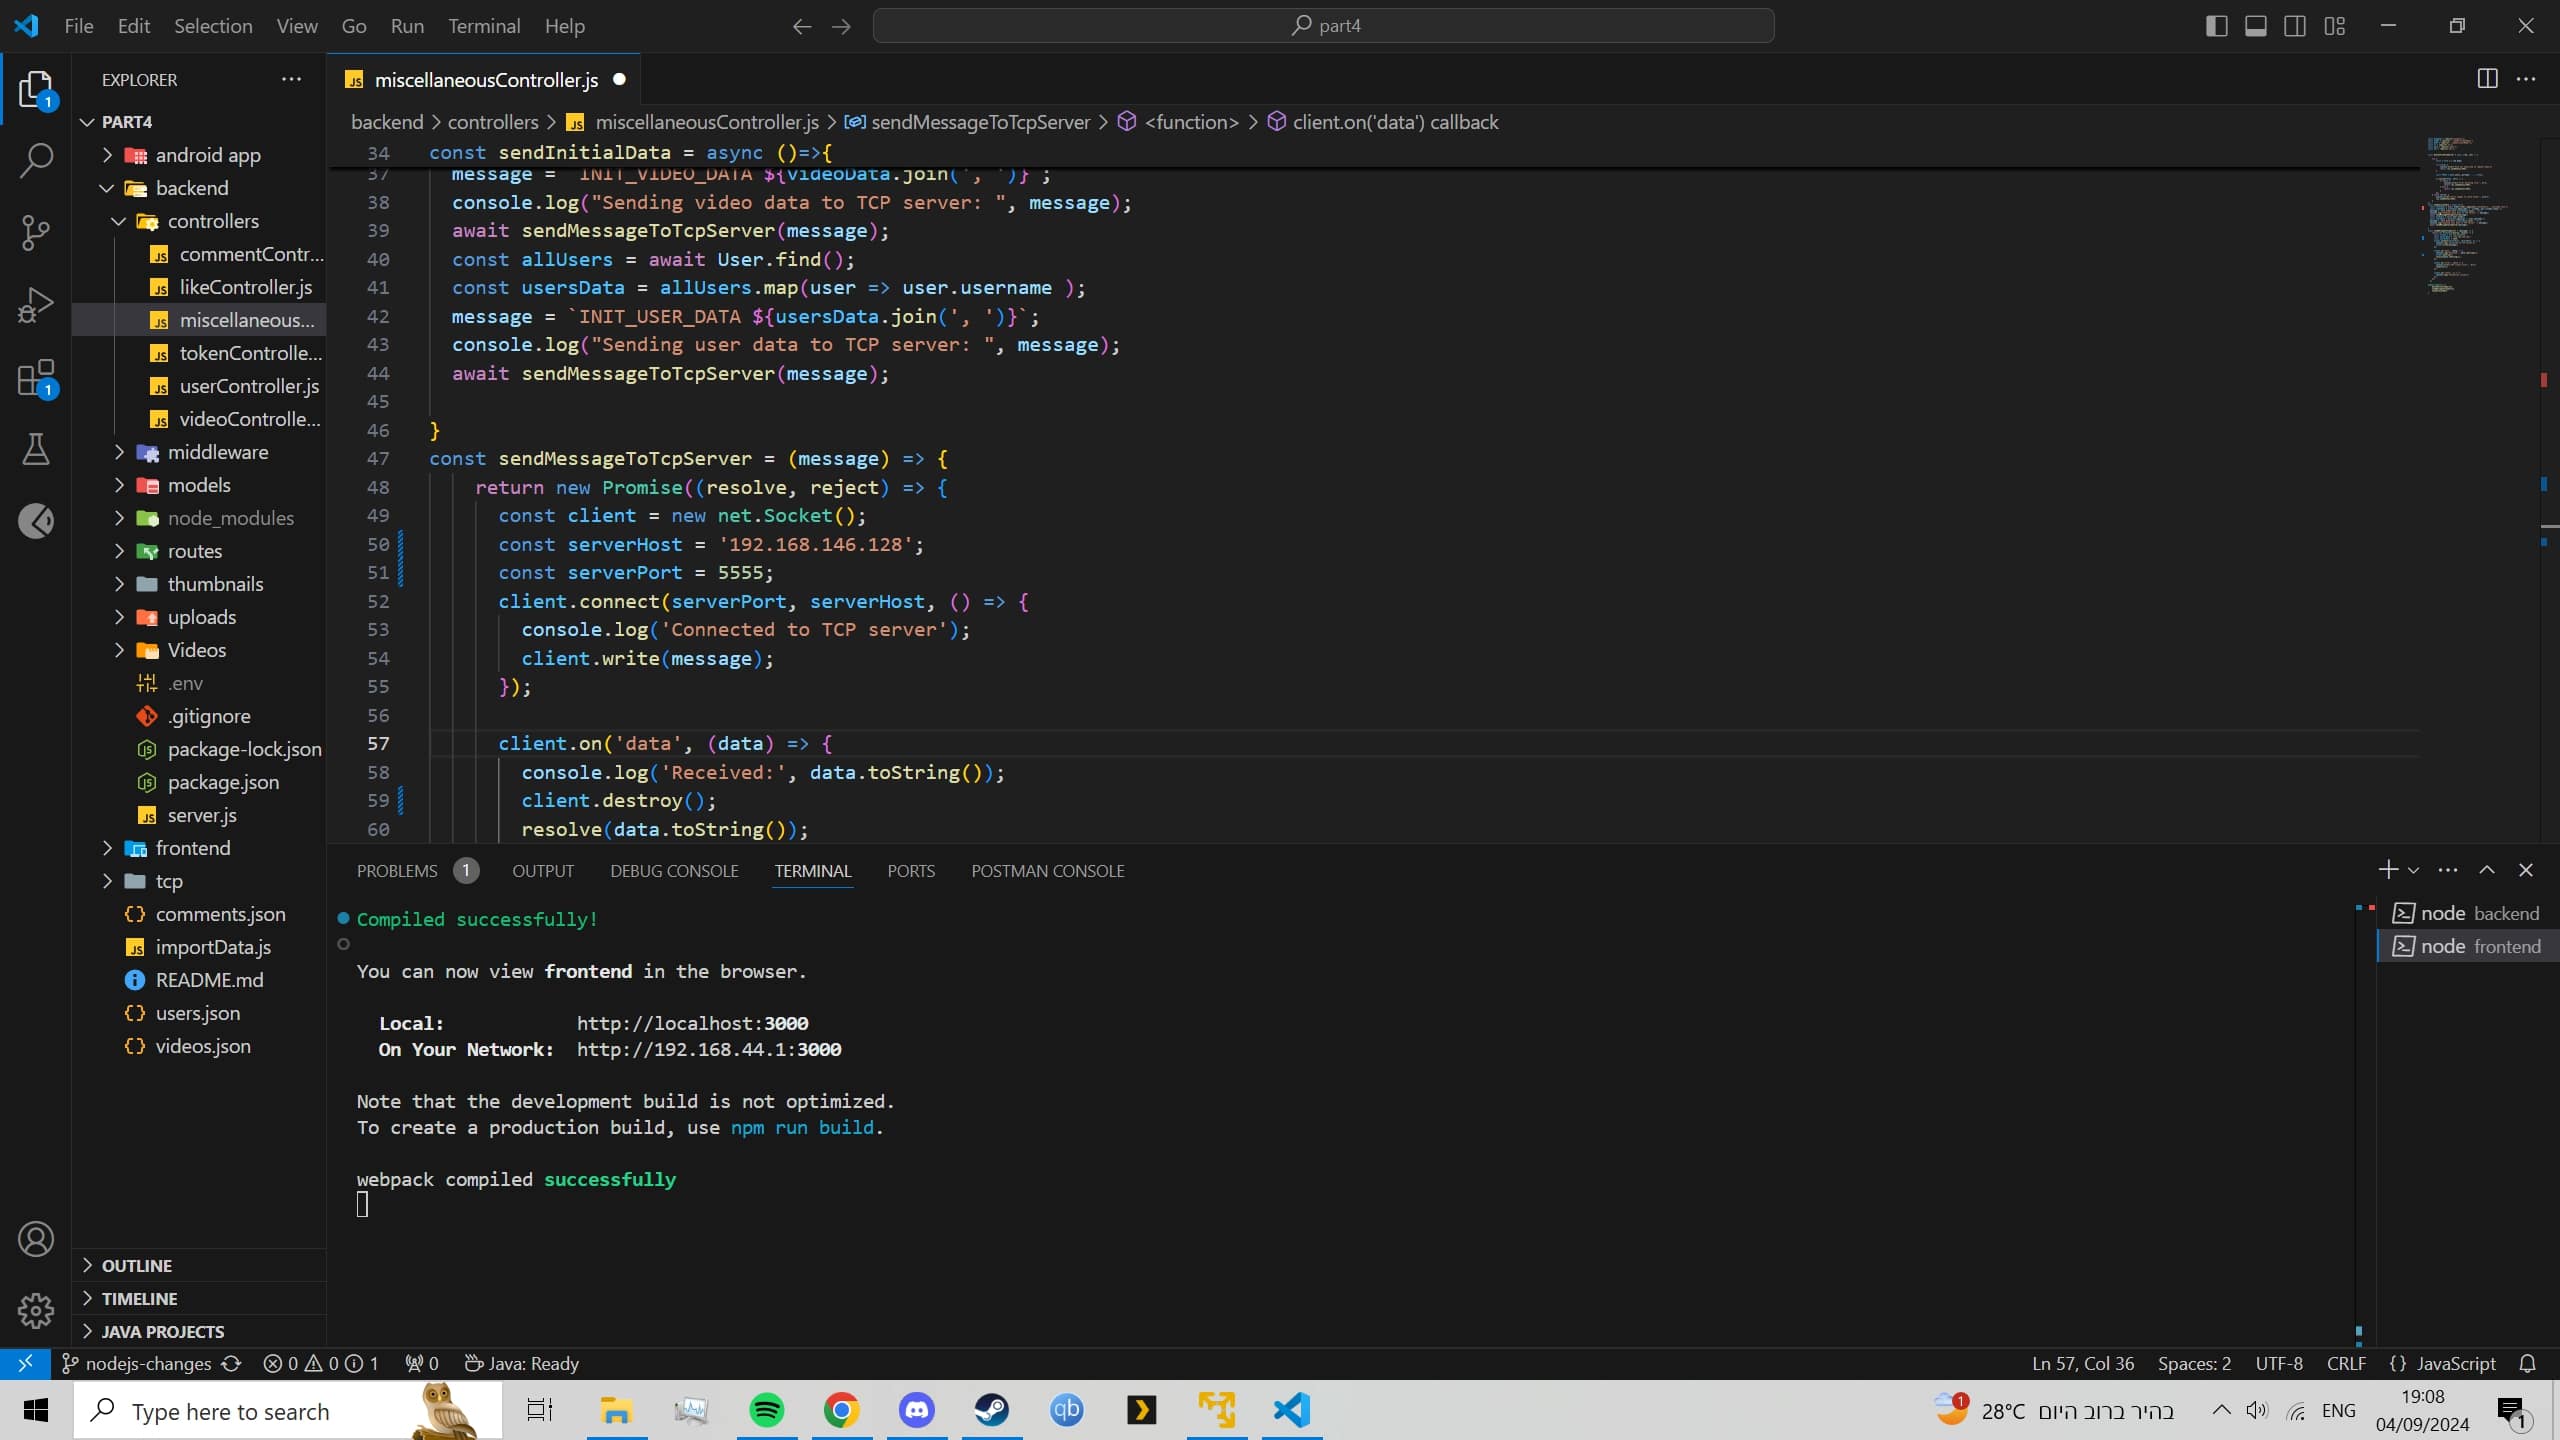 File Edit Selection View Go Run Terminal Help
part4
EXPLORER
PART4
android app
backend
controllers
commentContr...
likeController.js
miscellaneous...
tokenControlle...
userController.js
videoControlle...
middleware
models
node_modules
routes
thumbnails
uploads
Videos
.env
.gitignore
package-lock.json
package.json
server.js
frontend
tcp
comments.json
importData.js
README.md
users.json
videos.json
OUTLINE
TIMELINE
JAVA PROJECTS
1
1
JS miscellaneousController.js
backend > controllers > JS miscellaneousController.js > sendMessageToTcpServer > <function> > client.on('data') callback
34 const sendInitialData = async ()=>{
37 message = `INIT_VIDEO_DATA ${videoData.join(', ')}`;
38 console.log("Sending video data to TCP server: ", message);
39 await sendMessageToTcpServer(message);
40 const allUsers = await User.find();
41 const usersData = allUsers.map(user => user.username );
42 message = `INIT_USER_DATA ${usersData.join(', ')}`;
43 console.log("Sending user data to TCP server: ", message);
44 await sendMessageToTcpServer(message);
45
46 }
47 const sendMessageToTcpServer = (message) => {
48 return new Promise((resolve, reject) => {
49 const client = new net.Socket();
50 const serverHost = '192.168.146.128';
51 const serverPort = 5555;
52 client.connect(serverPort, serverHost, () => {
53 console.log('Connected to TCP server');
54 client.write(message);
55 });
56
57 client.on('data', (data) => {
58 console.log('Received:', data.toString());
59 client.destroy();
60 resolve(data.toString());
PROBLEMS 1 OUTPUT DEBUG CONSOLE TERMINAL PORTS POSTMAN CONSOLE
Compiled successfully!
You can now view frontend in the browser.
Local: http://localhost:3000
On Your Network: http://192.168.44.1:3000
Note that the development build is not optimized.
To create a production build, use npm run build.
webpack compiled successfully
node backend
node frontend
nodejs-changes 0 0 1 0 Java: Ready
Ln 57, Col 36 Spaces: 2 UTF-8 CRLF {} JavaScript
Type here to search
qb
1
28°C בהיר ברוב היום
ENG
19:08
04/09/2024
1